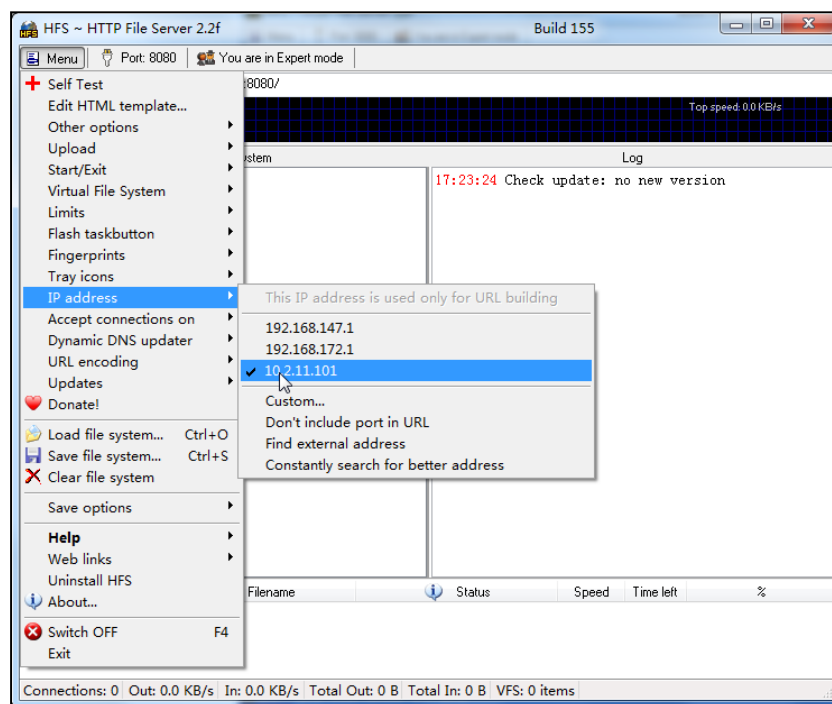 HFS ~ HTTP File Server 2.2f Build 155
Menu Port: 8080 You are in Expert mode
:8080/
Top speed: 0.0 KB/s
Log
17:23:24 Check update: no new version
Self Test
Edit HTML template...
Other options
Upload
Start/Exit
Virtual File System
Limits
Flash taskbutton
Fingerprints
Tray icons
IP address
Accept connections on
Dynamic DNS updater
URL encoding
Updates
Donate!
Load file system... Ctrl+O
Save file system... Ctrl+S
Clear file system
Save options
Help
Web links
Uninstall HFS
About...
Switch OFF F4
Exit
This IP address is used only for URL building
192.168.147.1
192.168.172.1
10.2.11.101
Custom...
Don't include port in URL
Find external address
Constantly search for better address
Filename Status Speed Time left %
Connections: 0 Out: 0.0 KB/s In: 0.0 KB/s Total Out: 0 B Total In: 0 B VFS: 0 items